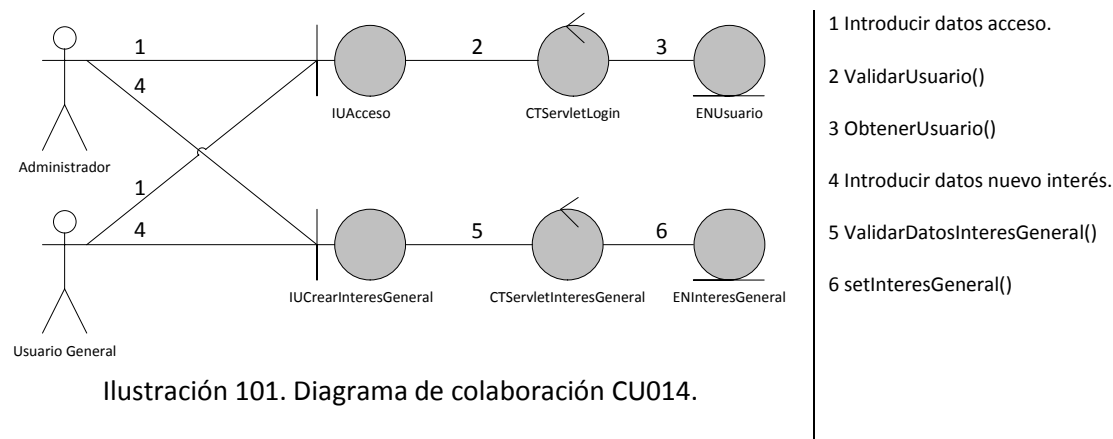 1
4
2
3
IUAcceso
CTServletLogin
ENUsuario
Administrador
1
4
5
6
IUCrearInteresGeneral
CTServletInteresGeneral
ENInteresGeneral
Usuario General
Ilustración 101. Diagrama de colaboración CU014.
1 Introducir datos acceso.
2 ValidarUsuario()
3 ObtenerUsuario()
4 Introducir datos nuevo interés.
5 ValidarDatosInteresGeneral()
6 setInteresGeneral()